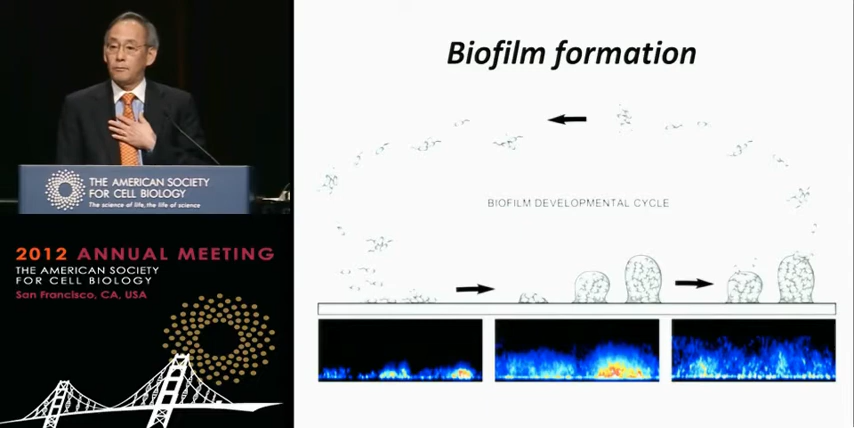 Biofilm formation
BIOFILM DEVELOPMENTAL CYCLE
THE AMERICAN SOCIETY
FOR CELL BIOLOGY
The science of life, the life of science
2012 ANNUAL MEETING
THE AMERICAN SOCIETY
FOR CELL BIOLOGY
San Francisco, CA, USA